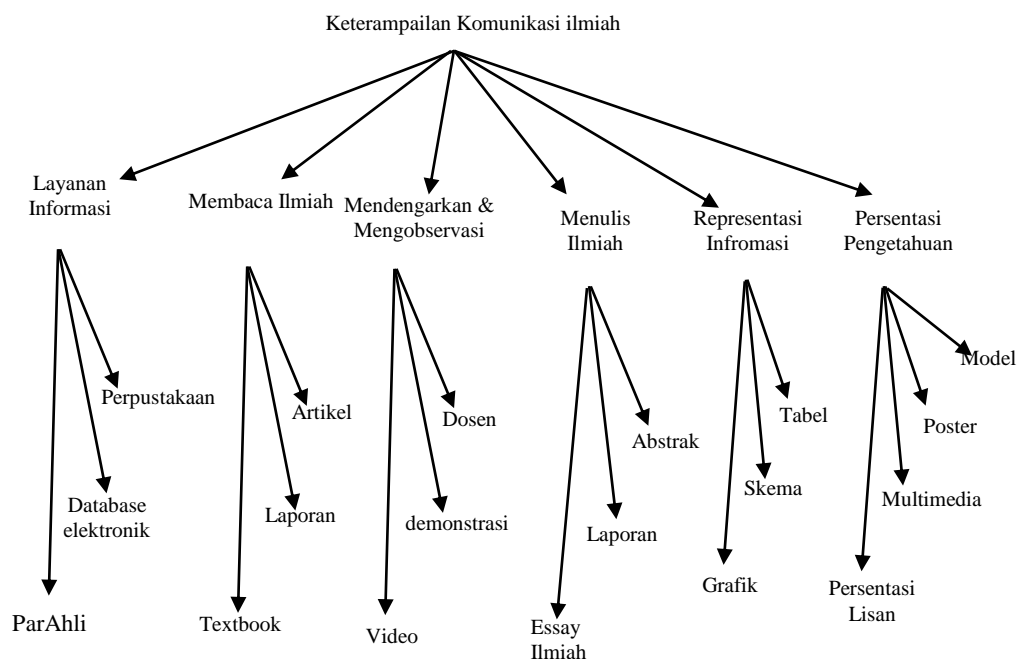 Keterampailan Komunikasi ilmiah
Layanan
Informasi
Membaca Ilmiah
Mendengarkan &
Mengobservasi
Menulis
Ilmiah
Representasi
Infromasi
Persentasi
Pengetahuan
Perpustakaan
Database
elektronik
ParAhli
Artikel
Laporan
Textbook
Dosen
demonstrasi
Video
Abstrak
Laporan
Essay
Ilmiah
Tabel
Skema
Grafik
Model
Poster
Multimedia
Persentasi
Lisan